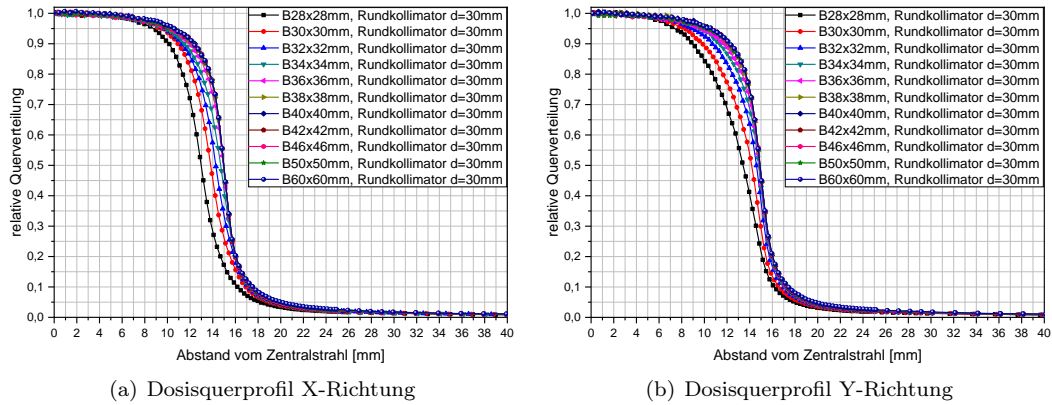 1,0
0,9
0,8
0,7
0,6
0,5
0,4
0,3
0,2
0,1
0,0
relative Querverteilung
B28x28mm, Rundkollimator d=30mm
B30x30mm, Rundkollimator d=30mm
B32x32mm, Rundkollimator d=30mm
B34x34mm, Rundkollimator d=30mm
B36x36mm, Rundkollimator d=30mm
B38x38mm, Rundkollimator d=30mm
B40x40mm, Rundkollimator d=30mm
B42x42mm, Rundkollimator d=30mm
B46x46mm, Rundkollimator d=30mm
B50x50mm, Rundkollimator d=30mm
B60x60mm, Rundkollimator d=30mm
0 2 4 6 8 10 12 14 16 18 20 22 24 26 28 30 32 34 36 38 40
Abstand vom Zentralstrahl [mm]
(a) Dosisquerprofil X-Richtung
1,0
0,9
0,8
0,7
0,6
0,5
0,4
0,3
0,2
0,1
0,0
relative Querverteilung
B28x28mm, Rundkollimator d=30mm
B30x30mm, Rundkollimator d=30mm
B32x32mm, Rundkollimator d=30mm
B34x34mm, Rundkollimator d=30mm
B36x36mm, Rundkollimator d=30mm
B38x38mm, Rundkollimator d=30mm
B40x40mm, Rundkollimator d=30mm
B42x42mm, Rundkollimator d=30mm
B46x46mm, Rundkollimator d=30mm
B50x50mm, Rundkollimator d=30mm
B60x60mm, Rundkollimator d=30mm
0 2 4 6 8 10 12 14 16 18 20 22 24 26 28 30 32 34 36 38 40
Abstand vom Zentralstrahl [mm]
(b) Dosisquerprofil Y-Richtung